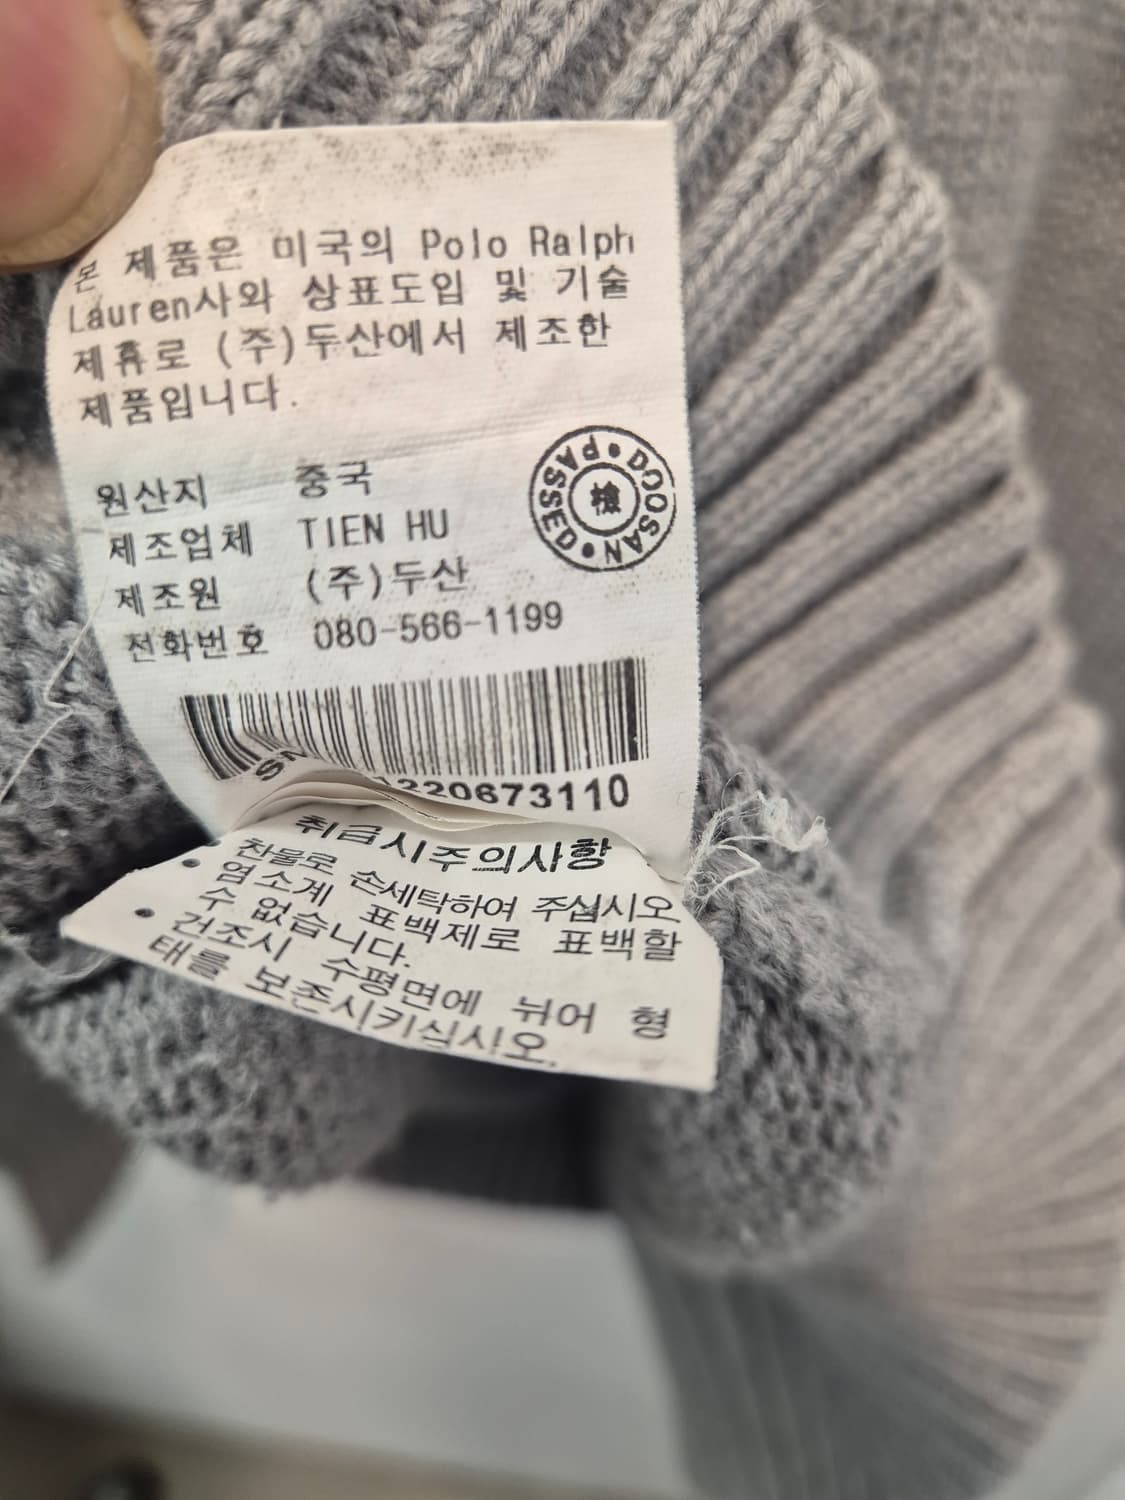 본 제품은 미국의 Polo Ralph
Lauren사와 상표도입 및 기술
제휴로 (주)두산에서 제조한
제품입니다.
원산지 중국
제조업체 TIEN HU
제조원 (주)두산
전화번호 080-566-1199
PASSED
DOOSAN
檢
220673110
취급시주의사항
찬물로 손세탁하여 주십시오
염소계 표백제로 표백할
수 없습니다.
건조시 수평면에 뉘어 형
태를 보존시키십시오.